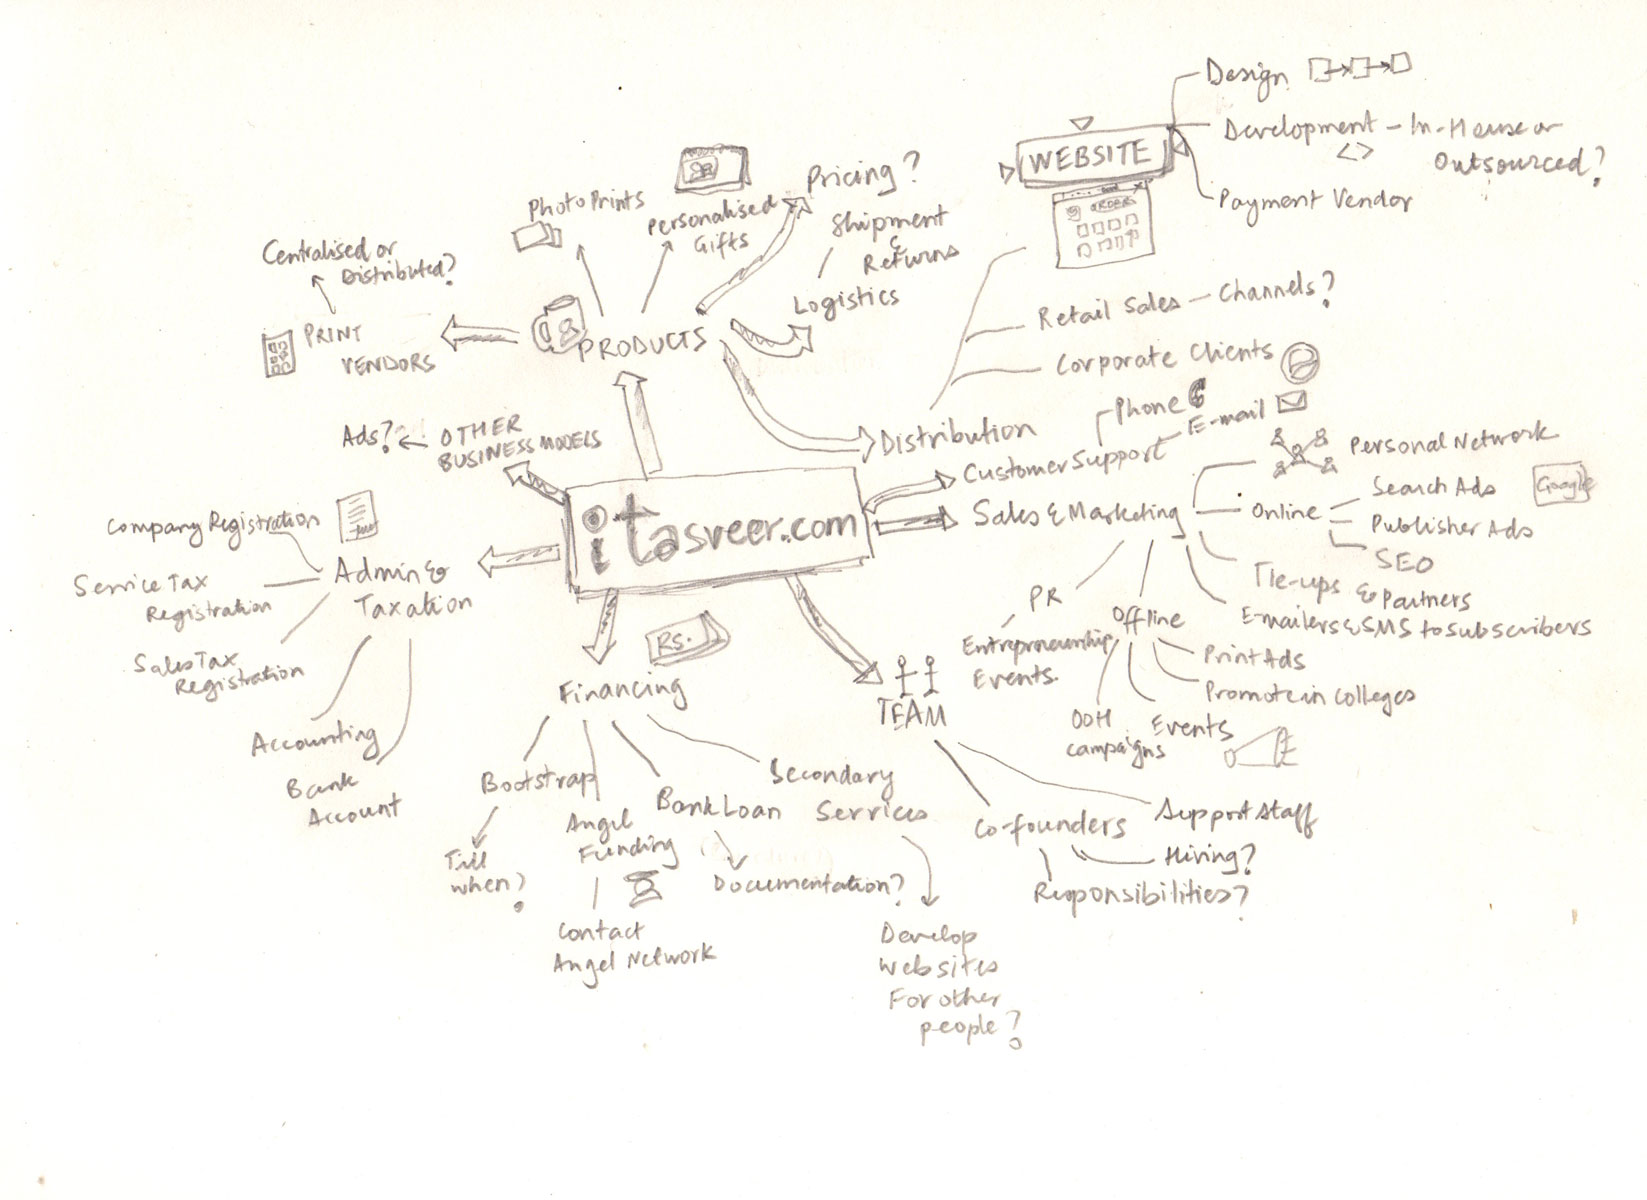 Design
Development - In-House or
Outsourced?
< >
Payment Vendor
WEBSITE
ORDER
Pricing?
Photo Prints
Personalised
Gifts
Shipment
&
Returns
Logistics
Centralised or
Distributed?
PRINT
VENDORS
PRODUCTS
Retail Sales - Channels?
Corporate Clients
Distribution
Phone
E-mail
Customer Support
Ads?
OTHER
BUSINESS MODELS
itasveer.com
Sales & Marketing
Personal Network
Online
Search Ads
Google
Publisher Ads
SEO
Tie-ups & Partners
E-mailers & SMS to subscribers
PR
Entrepreneurship
Events.
Offline
Print Ads
Promote in colleges
Events
OOH
campaigns
Company Registration
Admin &
Taxation
Service Tax
Registration
Sales Tax
Registration
Accounting
Bank
Account
RS.
Financing
Bootstrap
Till
when?
Angel
Funding
Contact
Angel Network
Bank Loan
Documentation?
Secondary
Services
Develop
Websites
For other
people?
TEAM
Co-founders
Support Staff
Hiring?
Responsibilities?